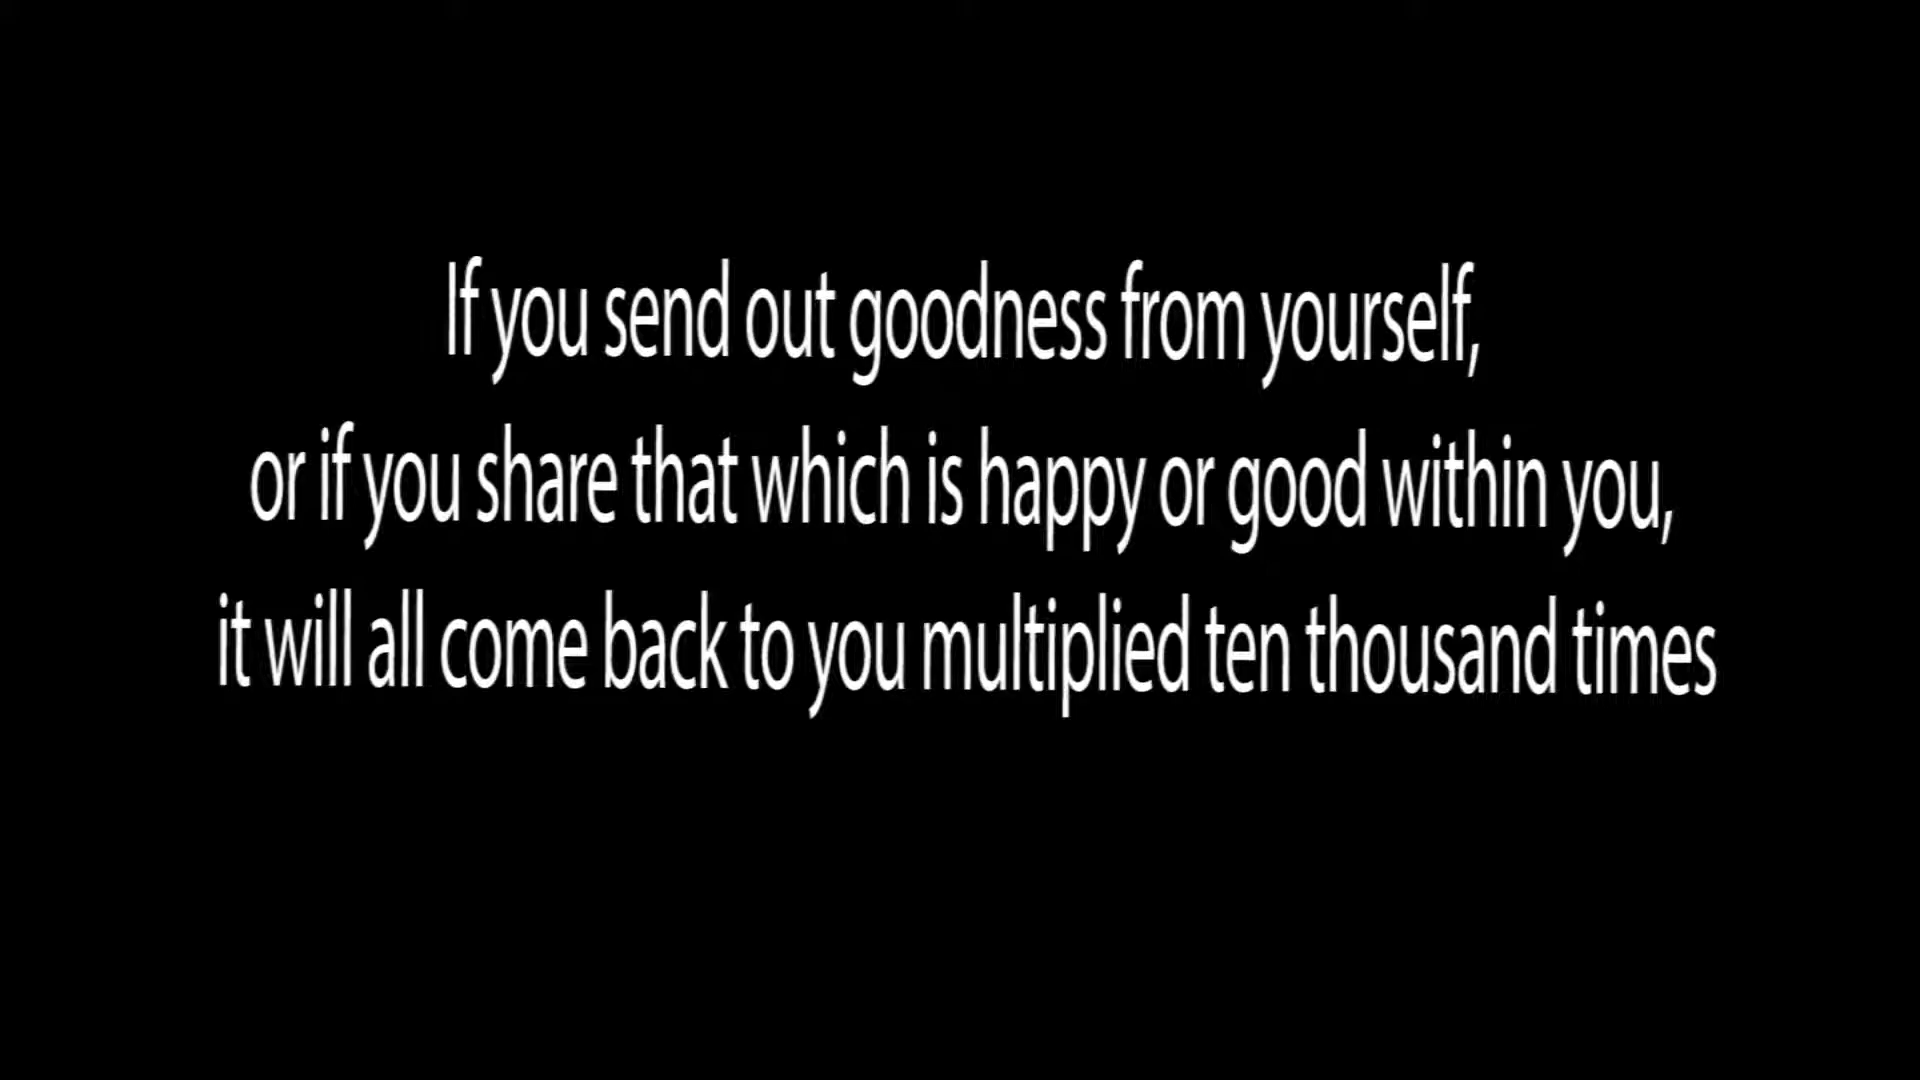 If you send out goodness from yourself,
or if you share that which is happy or good within you,
it will all come back to you multiplied ten thousand times